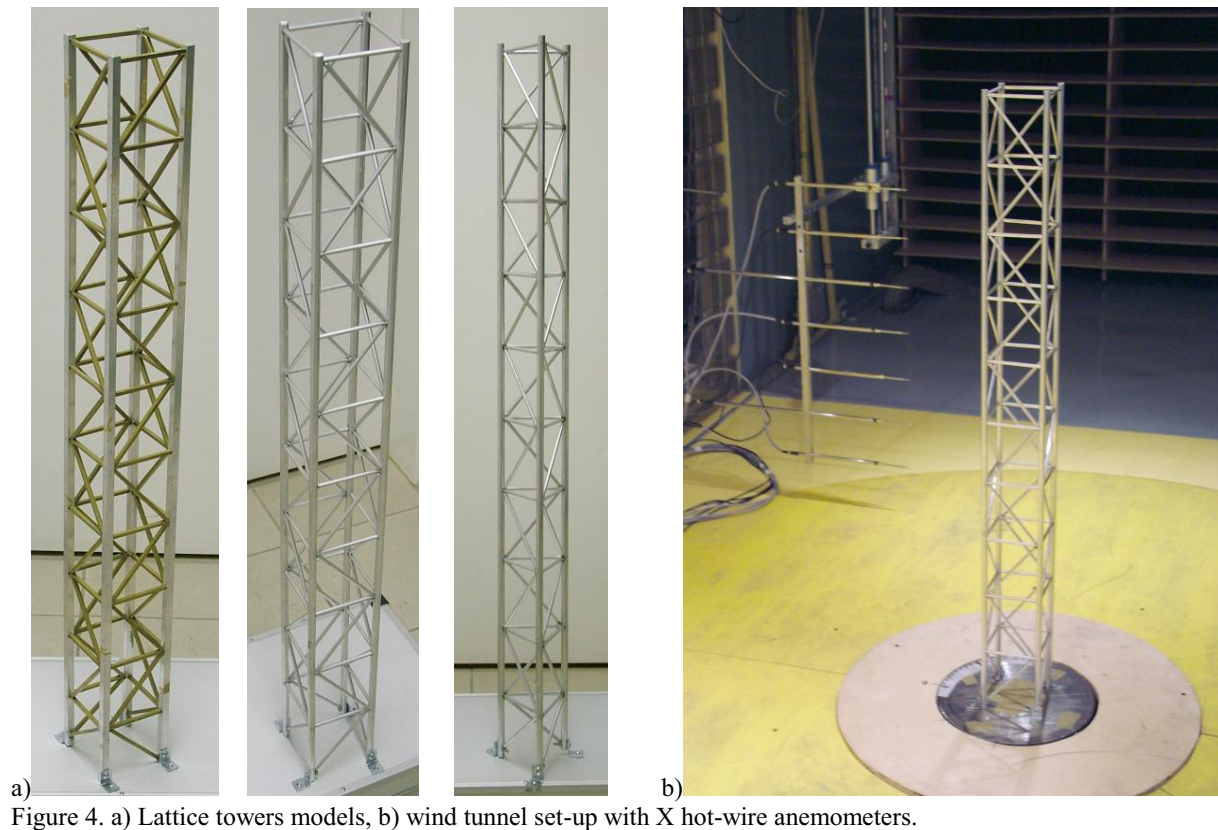 a)
b)
Figure 4. a) Lattice towers models, b) wind tunnel set-up with X hot-wire anemometers.